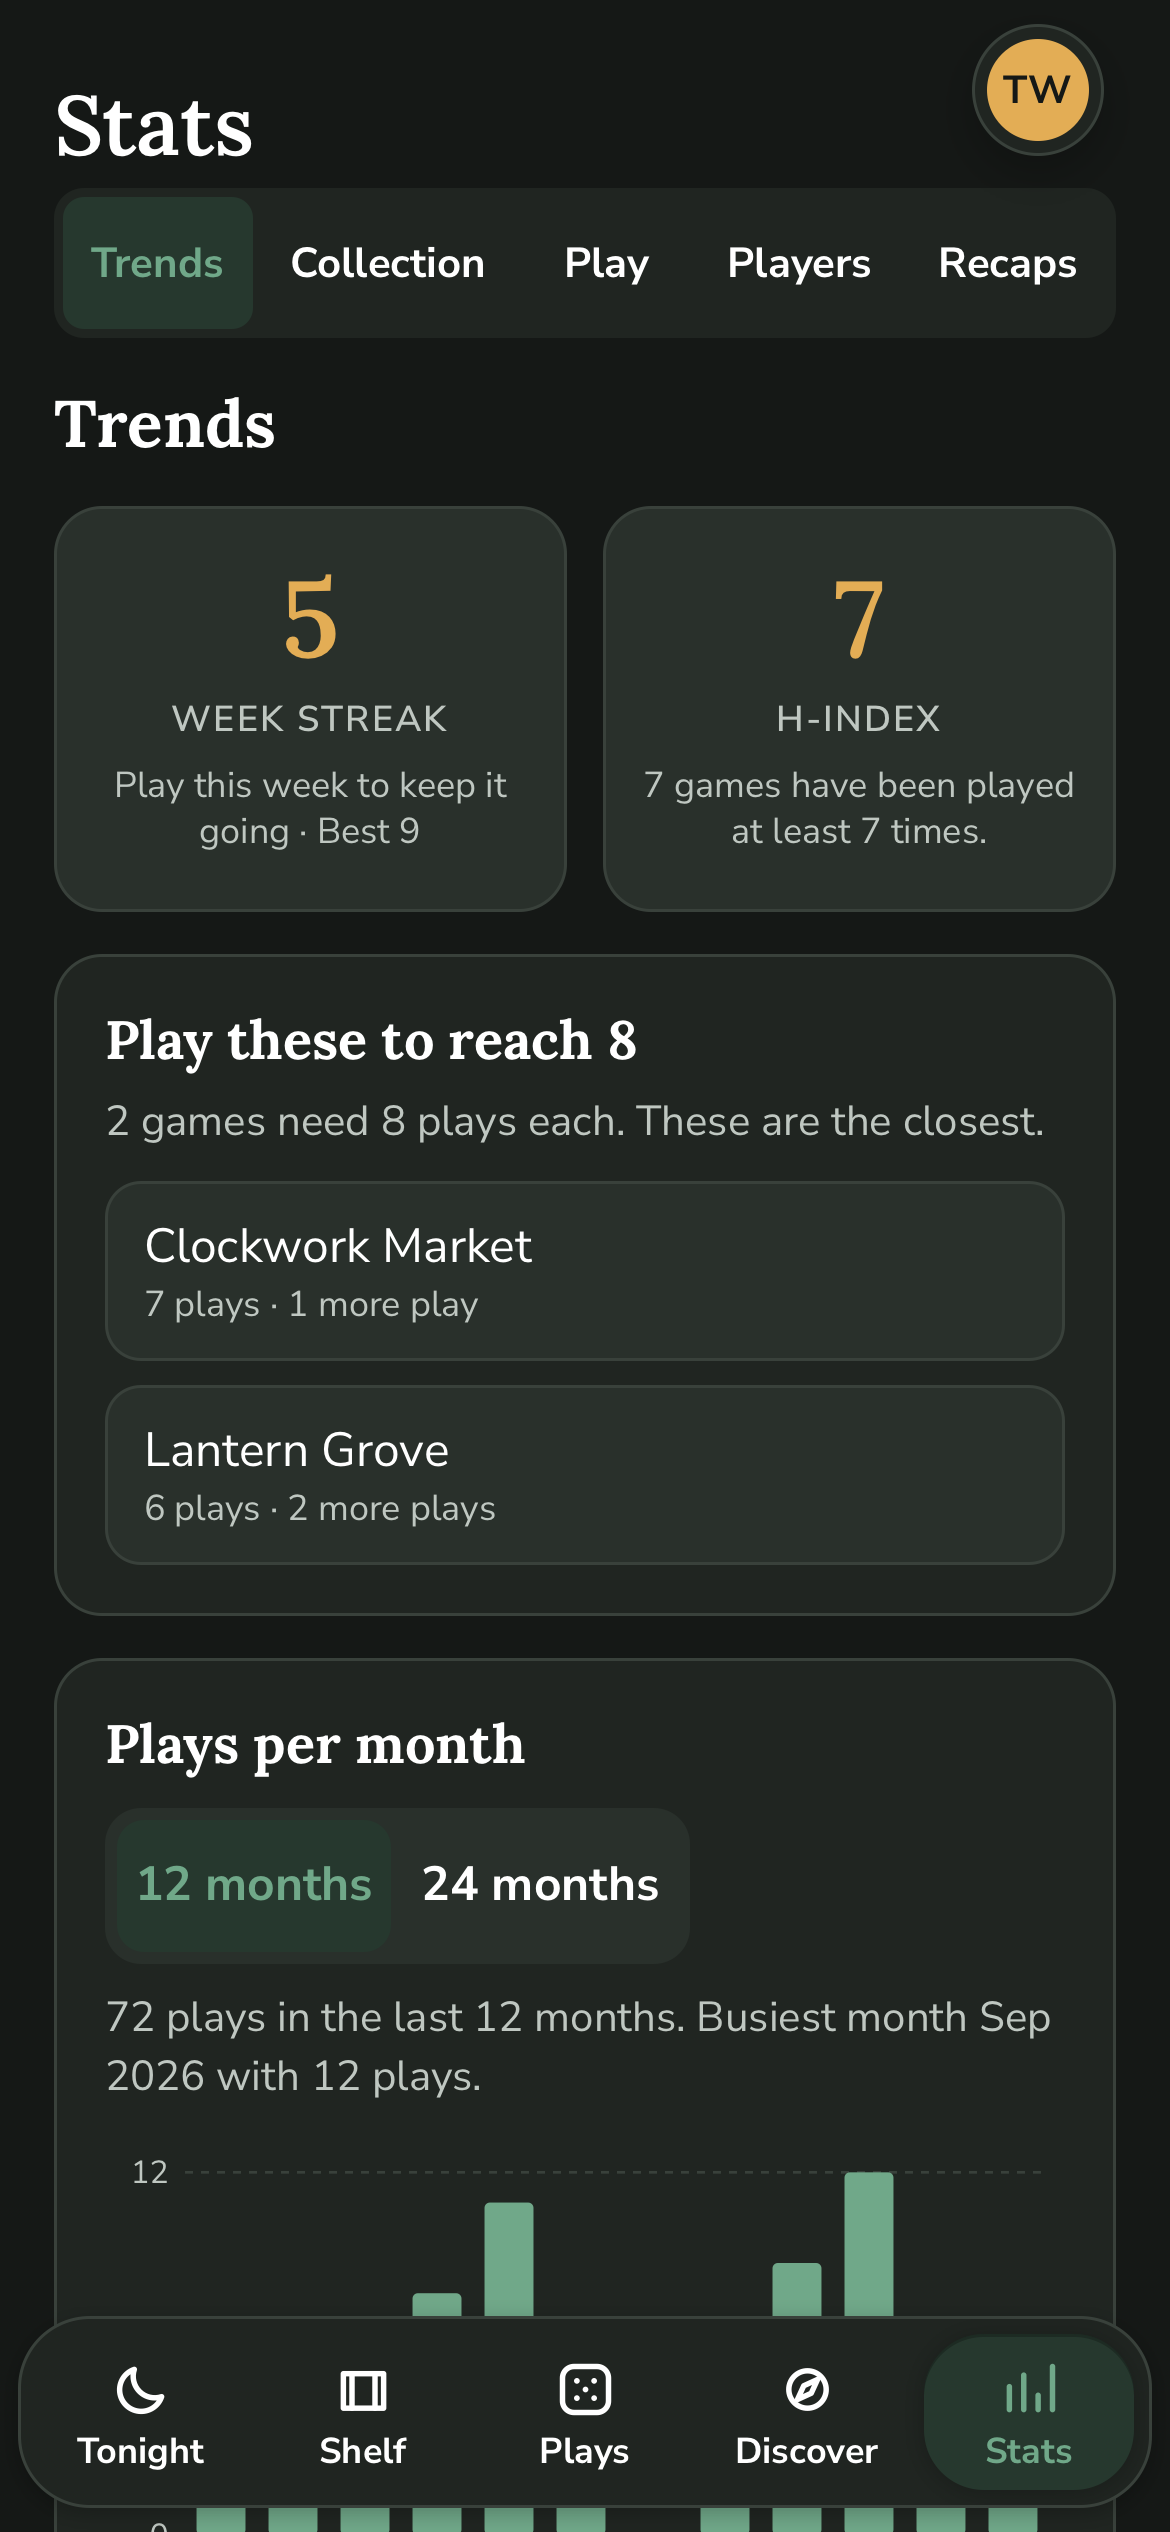 Stats
TW
Trends
Collection
Play
Players
Recaps
Trends
5
WEEK STREAK
Play this week to keep it
going · Best 9
7
H-INDEX
7 games have been played
at least 7 times.
Play these to reach 8
2 games need 8 plays each. These are the closest.
Clockwork Market
7 plays · 1 more play
Lantern Grove
6 plays · 2 more plays
Plays per month
12 months
24 months
72 plays in the last 12 months. Busiest month Sep
2026 with 12 plays.
12
Tonight
Shelf
Plays
Discover
Stats